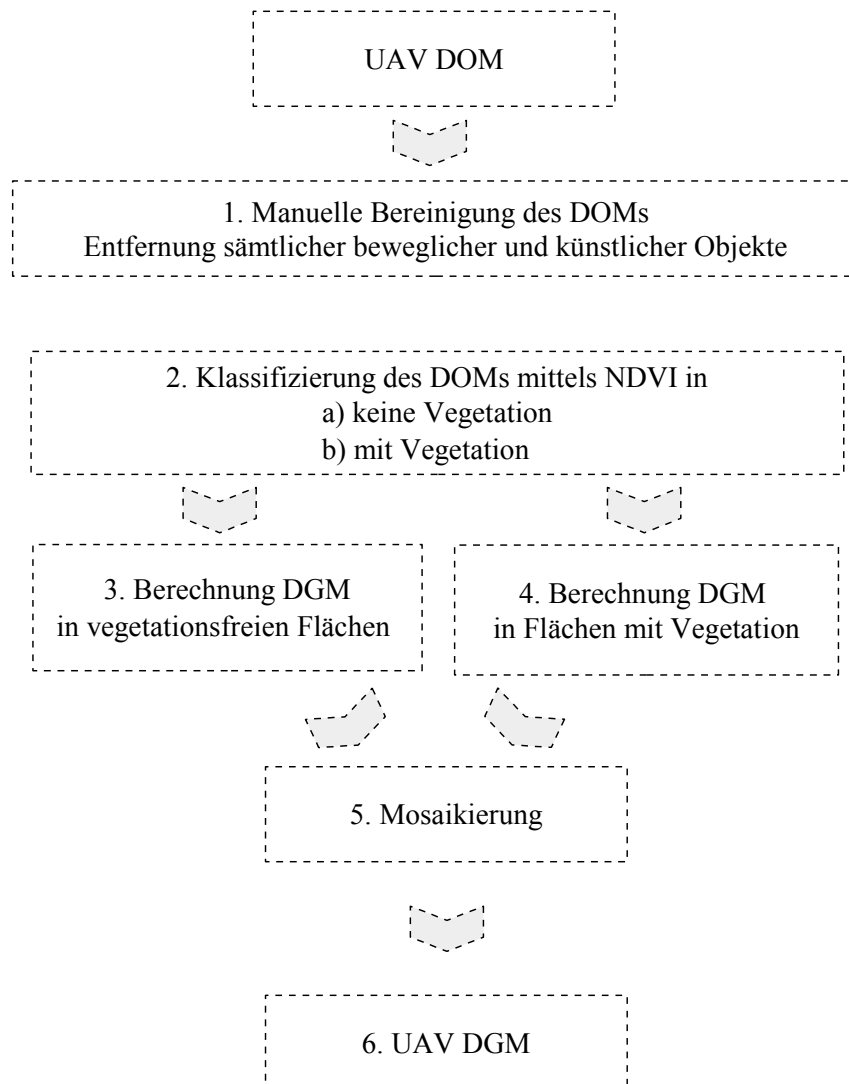 UAV DOM
1. Manuelle Bereinigung des DOMs
Entfernung sämtlicher beweglicher und künstlicher Objekte
2. Klassifizierung des DOMs mittels NDVI in
a) keine Vegetation
b) mit Vegetation
3. Berechnung DGM
in vegetationsfreien Flächen
4. Berechnung DGM
in Flächen mit Vegetation
5. Mosaikierung
6. UAV DGM